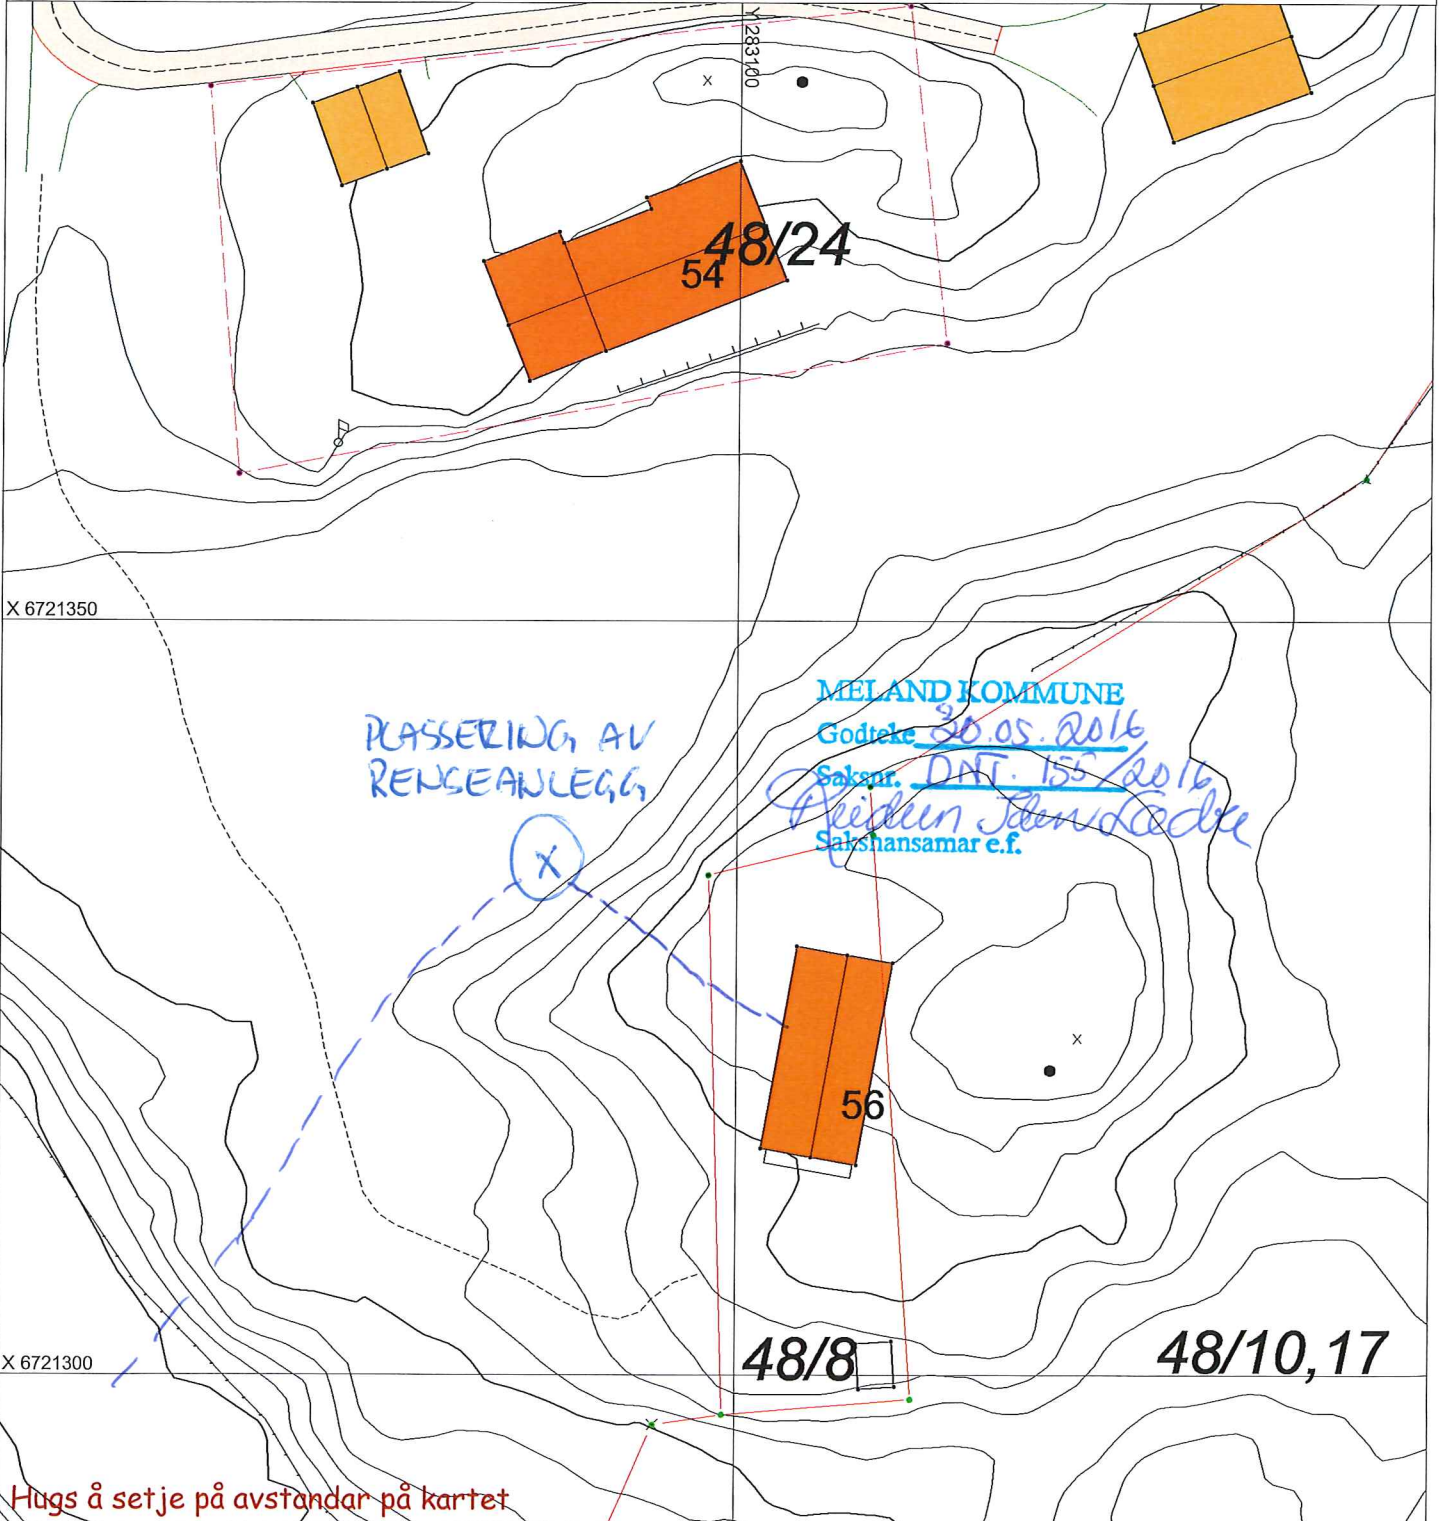 Y 283100
48/24
54
X 6721350
MELAND KOMMUNE
Godteke 20.05.2016
Saksnr. DNT. 155/2016
Sakshansamar e.f.
PLASSERING AV
RENSEANLEGG
X
56
X 6721300
48/8
48/10,17
Hugs å setje på avstandar på kartet